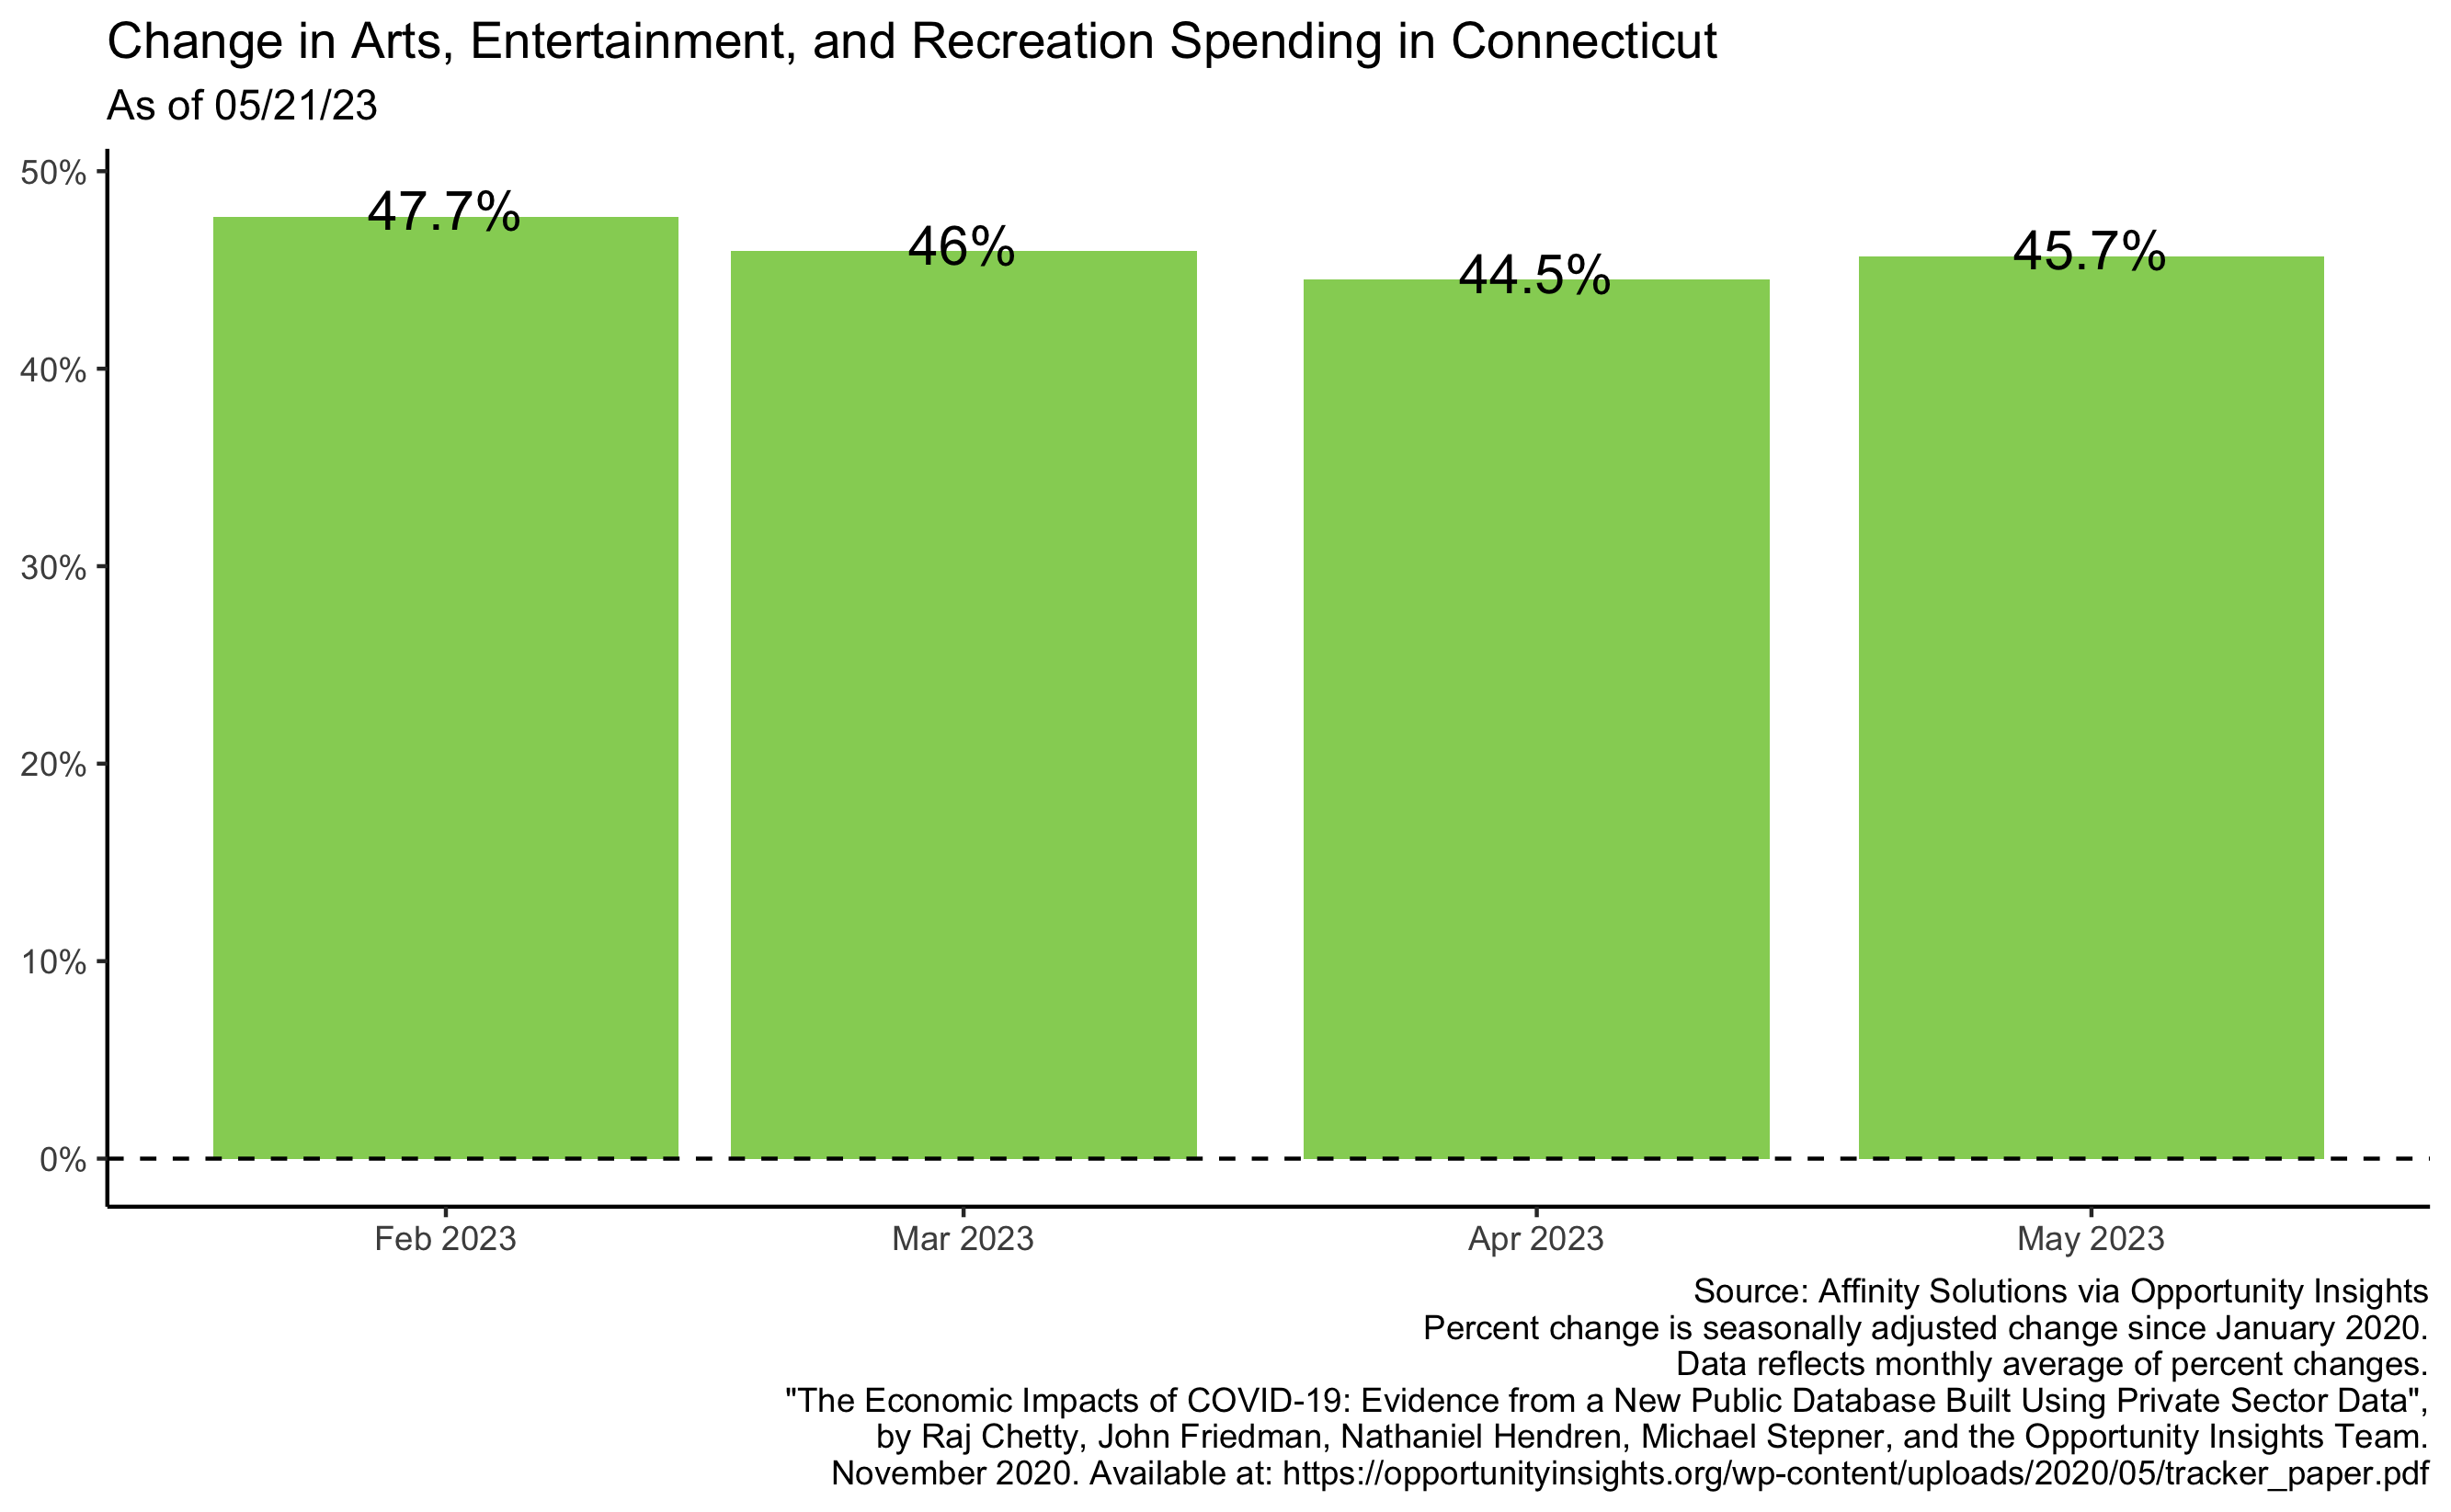 Change in Arts, Entertainment, and Recreation Spending in Connecticut
As of 05/21/23
50%
40%
30%
20%
10%
0%
47.7%
46%
44.5%
45.7%
Feb 2023
Mar 2023
Apr 2023
May 2023
Source: Affinity Solutions via Opportunity Insights
Percent change is seasonally adjusted change since January 2020.
Data reflects monthly average of percent changes.
"The Economic Impacts of COVID-19: Evidence from a New Public Database Built Using Private Sector Data",
by Raj Chetty, John Friedman, Nathaniel Hendren, Michael Stepner, and the Opportunity Insights Team.
November 2020. Available at: https://opportunityinsights.org/wp-content/uploads/2020/05/tracker_paper.pdf